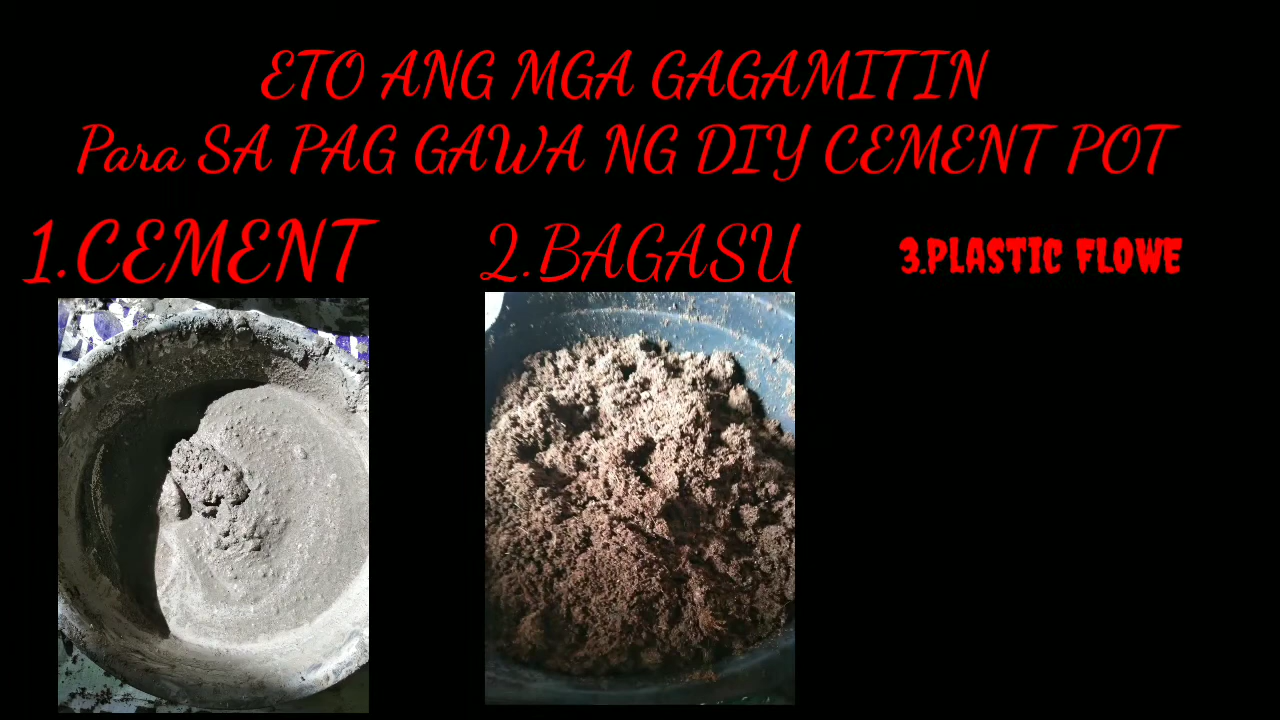 ETO ANG MGA GAGAMITIN
Para SA PAG GAWA NG DIY CEMENT POT
1.CEMENT
2.BAGASU
3.PLASTIC FLOWE